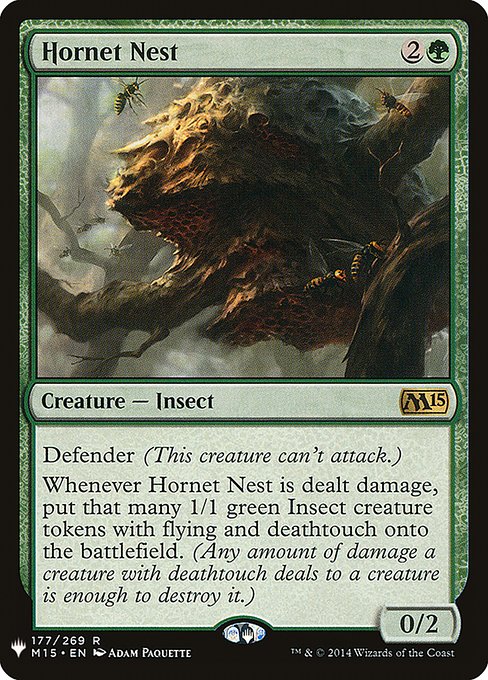 Hornet Nest 2
Creature — Insect M15
Defender (This creature can't attack.)
Whenever Hornet Nest is dealt damage,
put that many 1/1 green Insect creature
tokens with flying and deathtouch onto
the battlefield. (Any amount of damage a
creature with deathtouch deals to a creature
is enough to destroy it.)
0/2
177/269 R
M15 • EN Adam Paquette
™ & © 2014 Wizards of the Coast